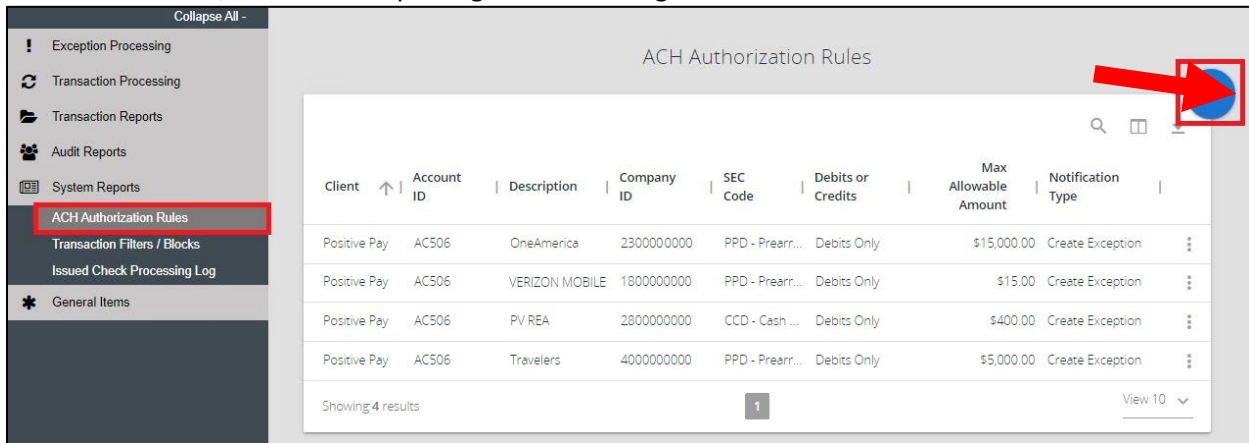 Collapse All -
Exception Processing
Transaction Processing
Transaction Reports
Audit Reports
System Reports
ACH Authorization Rules
Transaction Filters / Blocks
Issued Check Processing Log
General Items
ACH Authorization Rules
Client Account ID Description Company ID SEC Code Debits or Credits Max Allowable Amount Notification Type
Positive Pay AC506 OneAmerica 2300000000 PPD - Prearr... Debits Only $15,000.00 Create Exception
Positive Pay AC506 VERIZON MOBILE 1800000000 PPD - Prearr... Debits Only $15.00 Create Exception
Positive Pay AC506 PV REA 2800000000 CCD - Cash ... Debits Only $400.00 Create Exception
Positive Pay AC506 Travelers 4000000000 PPD - Prearr... Debits Only $5,000.00 Create Exception
Showing 4 results 1 View 10